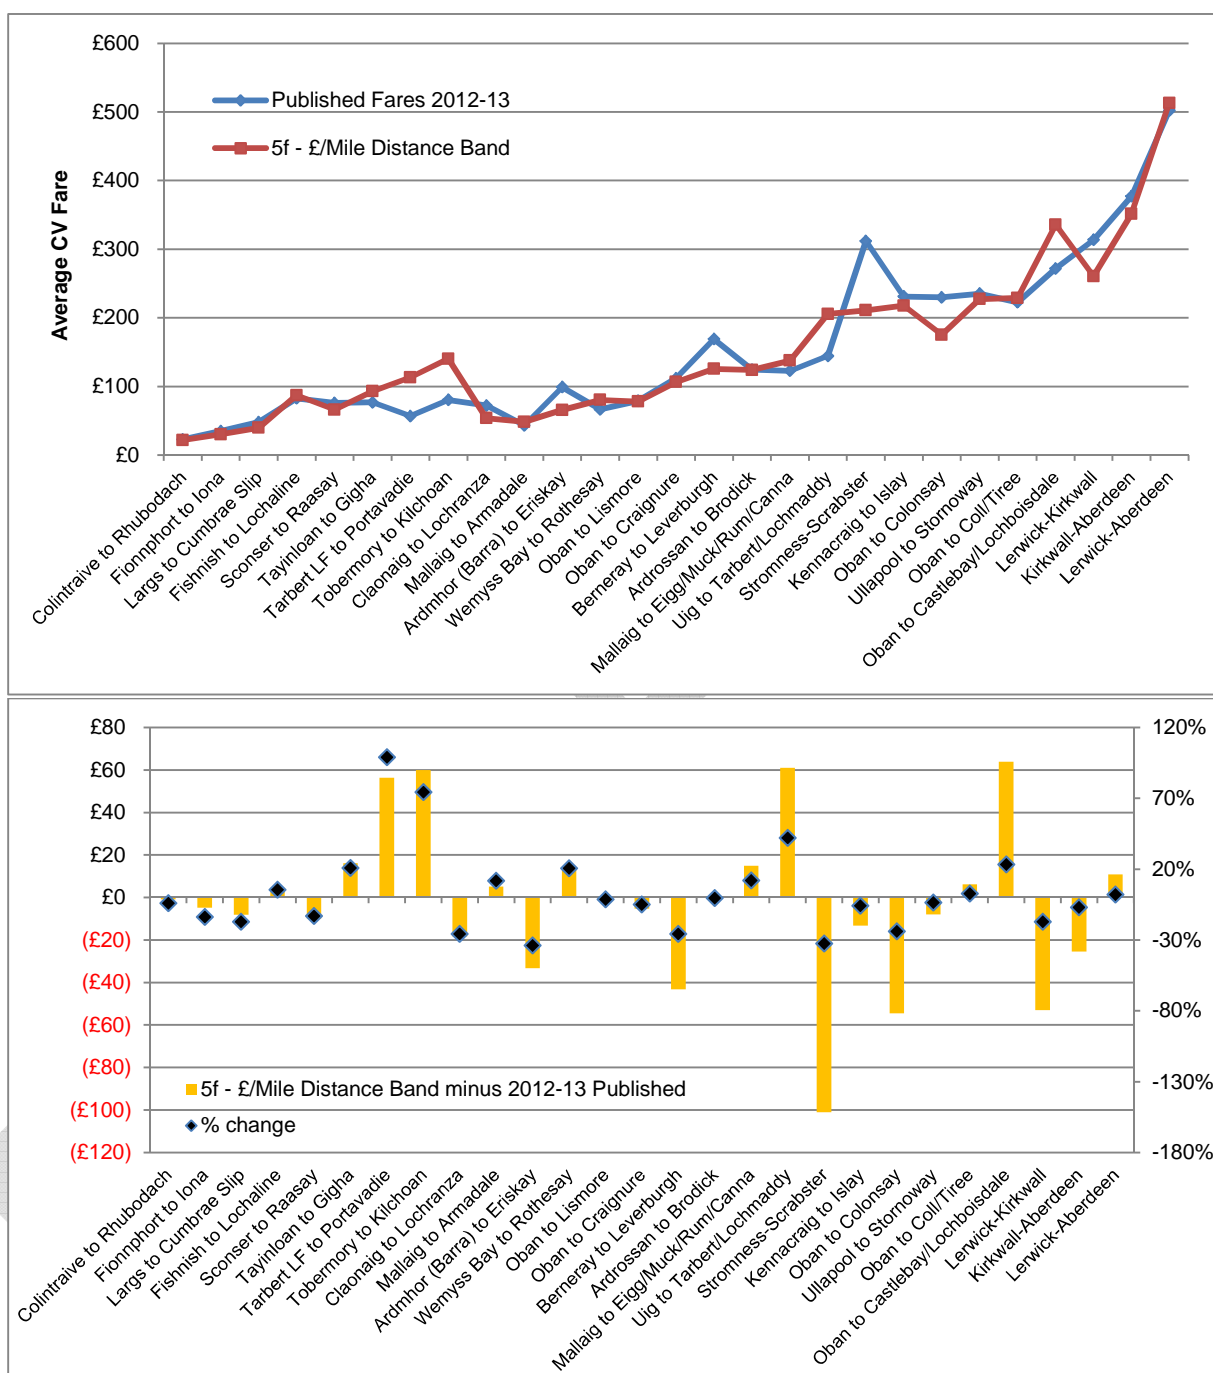 £600
£500
£400
£300
£200
£100
£0
Average CV Fare
Published Fares 2012-13
5f - £/Mile Distance Band
Colintraive to Rhubodach
Fionnphort to Iona
Largs to Cumbrae Slip
Fishnish to Lochaline
Sconser to Raasay
Tayinloan to Gigha
Tarbert LF to Portavadie
Tobermory to Kilchoan
Claonaig to Lochranza
Mallaig to Armadale
Ardmhor (Barra) to Eriskay
Wemyss Bay to Rothesay
Oban to Lismore
Oban to Craignure
Berneray to Leverburgh
Ardrossan to Brodick
Mallaig to Eigg/Muck/Rum/Canna
Uig to Tarbert/Lochmaddy
Stromness-Scrabster
Kennacraig to Islay
Oban to Colonsay
Ullapool to Stornoway
Oban to Coll/Tiree
Oban to Castlebay/Lochboisdale
Lerwick-Kirkwall
Kirkwall-Aberdeen
Lerwick-Aberdeen
£80
£60
£40
£20
£0
(£20)
(£40)
(£60)
(£80)
(£100)
(£120)
120%
70%
20%
-30%
-80%
-130%
-180%
5f - £/Mile Distance Band minus 2012-13 Published
% change
Colintraive to Rhubodach
Fionnphort to Iona
Largs to Cumbrae Slip
Fishnish to Lochaline
Sconser to Raasay
Tayinloan to Gigha
Tarbert LF to Portavadie
Tobermory to Kilchoan
Claonaig to Lochranza
Mallaig to Armadale
Ardmhor (Barra) to Eriskay
Wemyss Bay to Rothesay
Oban to Lismore
Oban to Craignure
Berneray to Leverburgh
Ardrossan to Brodick
Mallaig to Eigg/Muck/Rum/Canna
Uig to Tarbert/Lochmaddy
Stromness-Scrabster
Kennacraig to Islay
Oban to Colonsay
Ullapool to Stornoway
Oban to Coll/Tiree
Oban to Castlebay/Lochboisdale
Lerwick-Kirkwall
Kirkwall-Aberdeen
Lerwick-Aberdeen